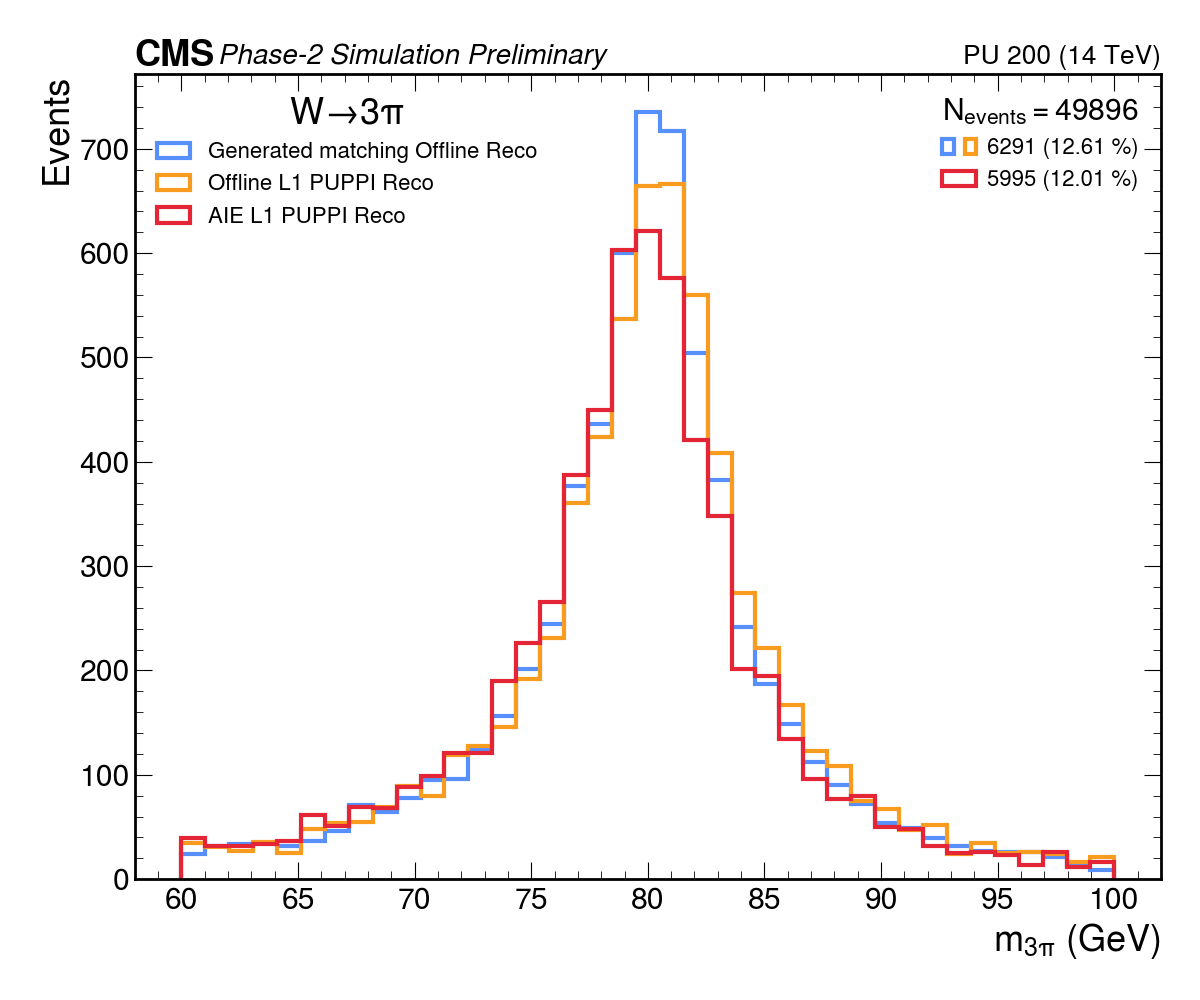 CMS Phase-2 Simulation Preliminary PU 200 (14 TeV)
W→3π
Generated matching Offline Reco
Offline L1 PUPPI Reco
AIE L1 PUPPI Reco
N_events = 49896
6291 (12.61 %)
5995 (12.01 %)
Events
700
600
500
400
300
200
100
0
60 65 70 75 80 85 90 95 100
m_3π (GeV)